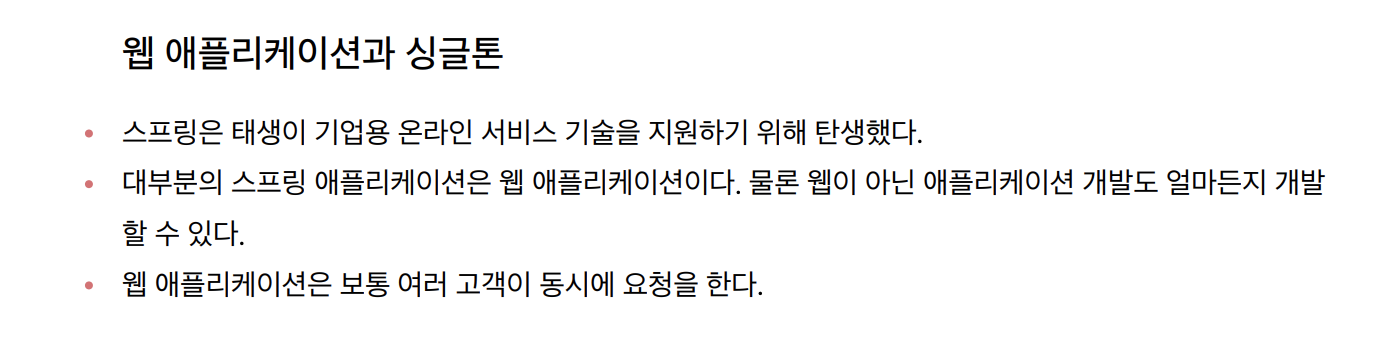 웹 애플리케이션과 싱글톤
스프링은 태생이 기업용 온라인 서비스 기술을 지원하기 위해 탄생했다.
대부분의 스프링 애플리케이션은 웹 애플리케이션이다. 물론 웹이 아닌 애플리케이션 개발도 얼마든지 개발
할 수 있다.
웹 애플리케이션은 보통 여러 고객이 동시에 요청을 한다.